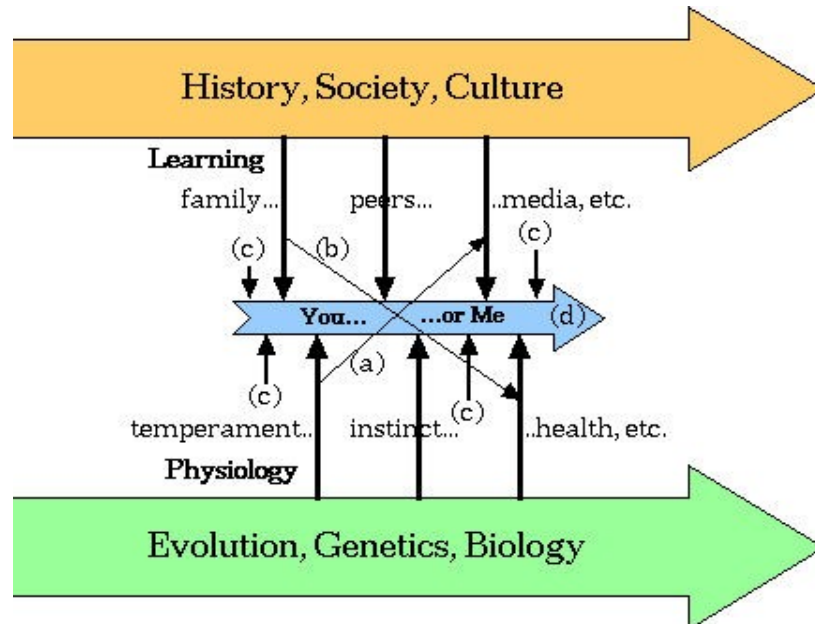 History, Society, Culture
Learning
family... peers... ..media, etc.
(c) (b) (c)
You... ...or Me (d)
(a)
(c) (c)
temperament.. instinct... ..health, etc.
Physiology
Evolution, Genetics, Biology